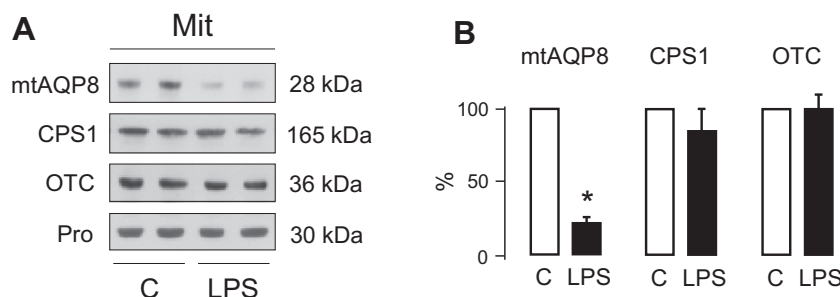 A
Mit
mtAQP8 28 kDa
CPS1 165 kDa
OTC 36 kDa
Pro 30 kDa
C LPS
B
mtAQP8 CPS1 OTC
100
50
0
%
*
C LPS C LPS C LPS